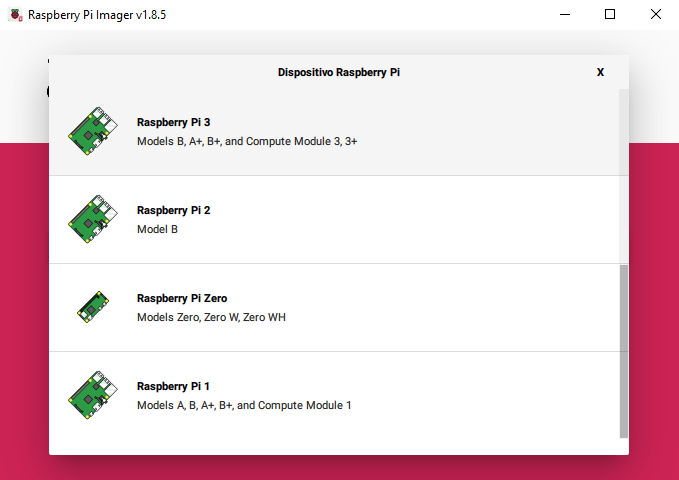 Raspberry Pi Imager v1.8.5
Dispositivo Raspberry Pi
X
Raspberry Pi 3
Models B, A+, B+, and Compute Module 3, 3+
Raspberry Pi 2
Model B
Raspberry Pi Zero
Models Zero, Zero W, Zero WH
Raspberry Pi 1
Models A, B, A+, B+, and Compute Module 1